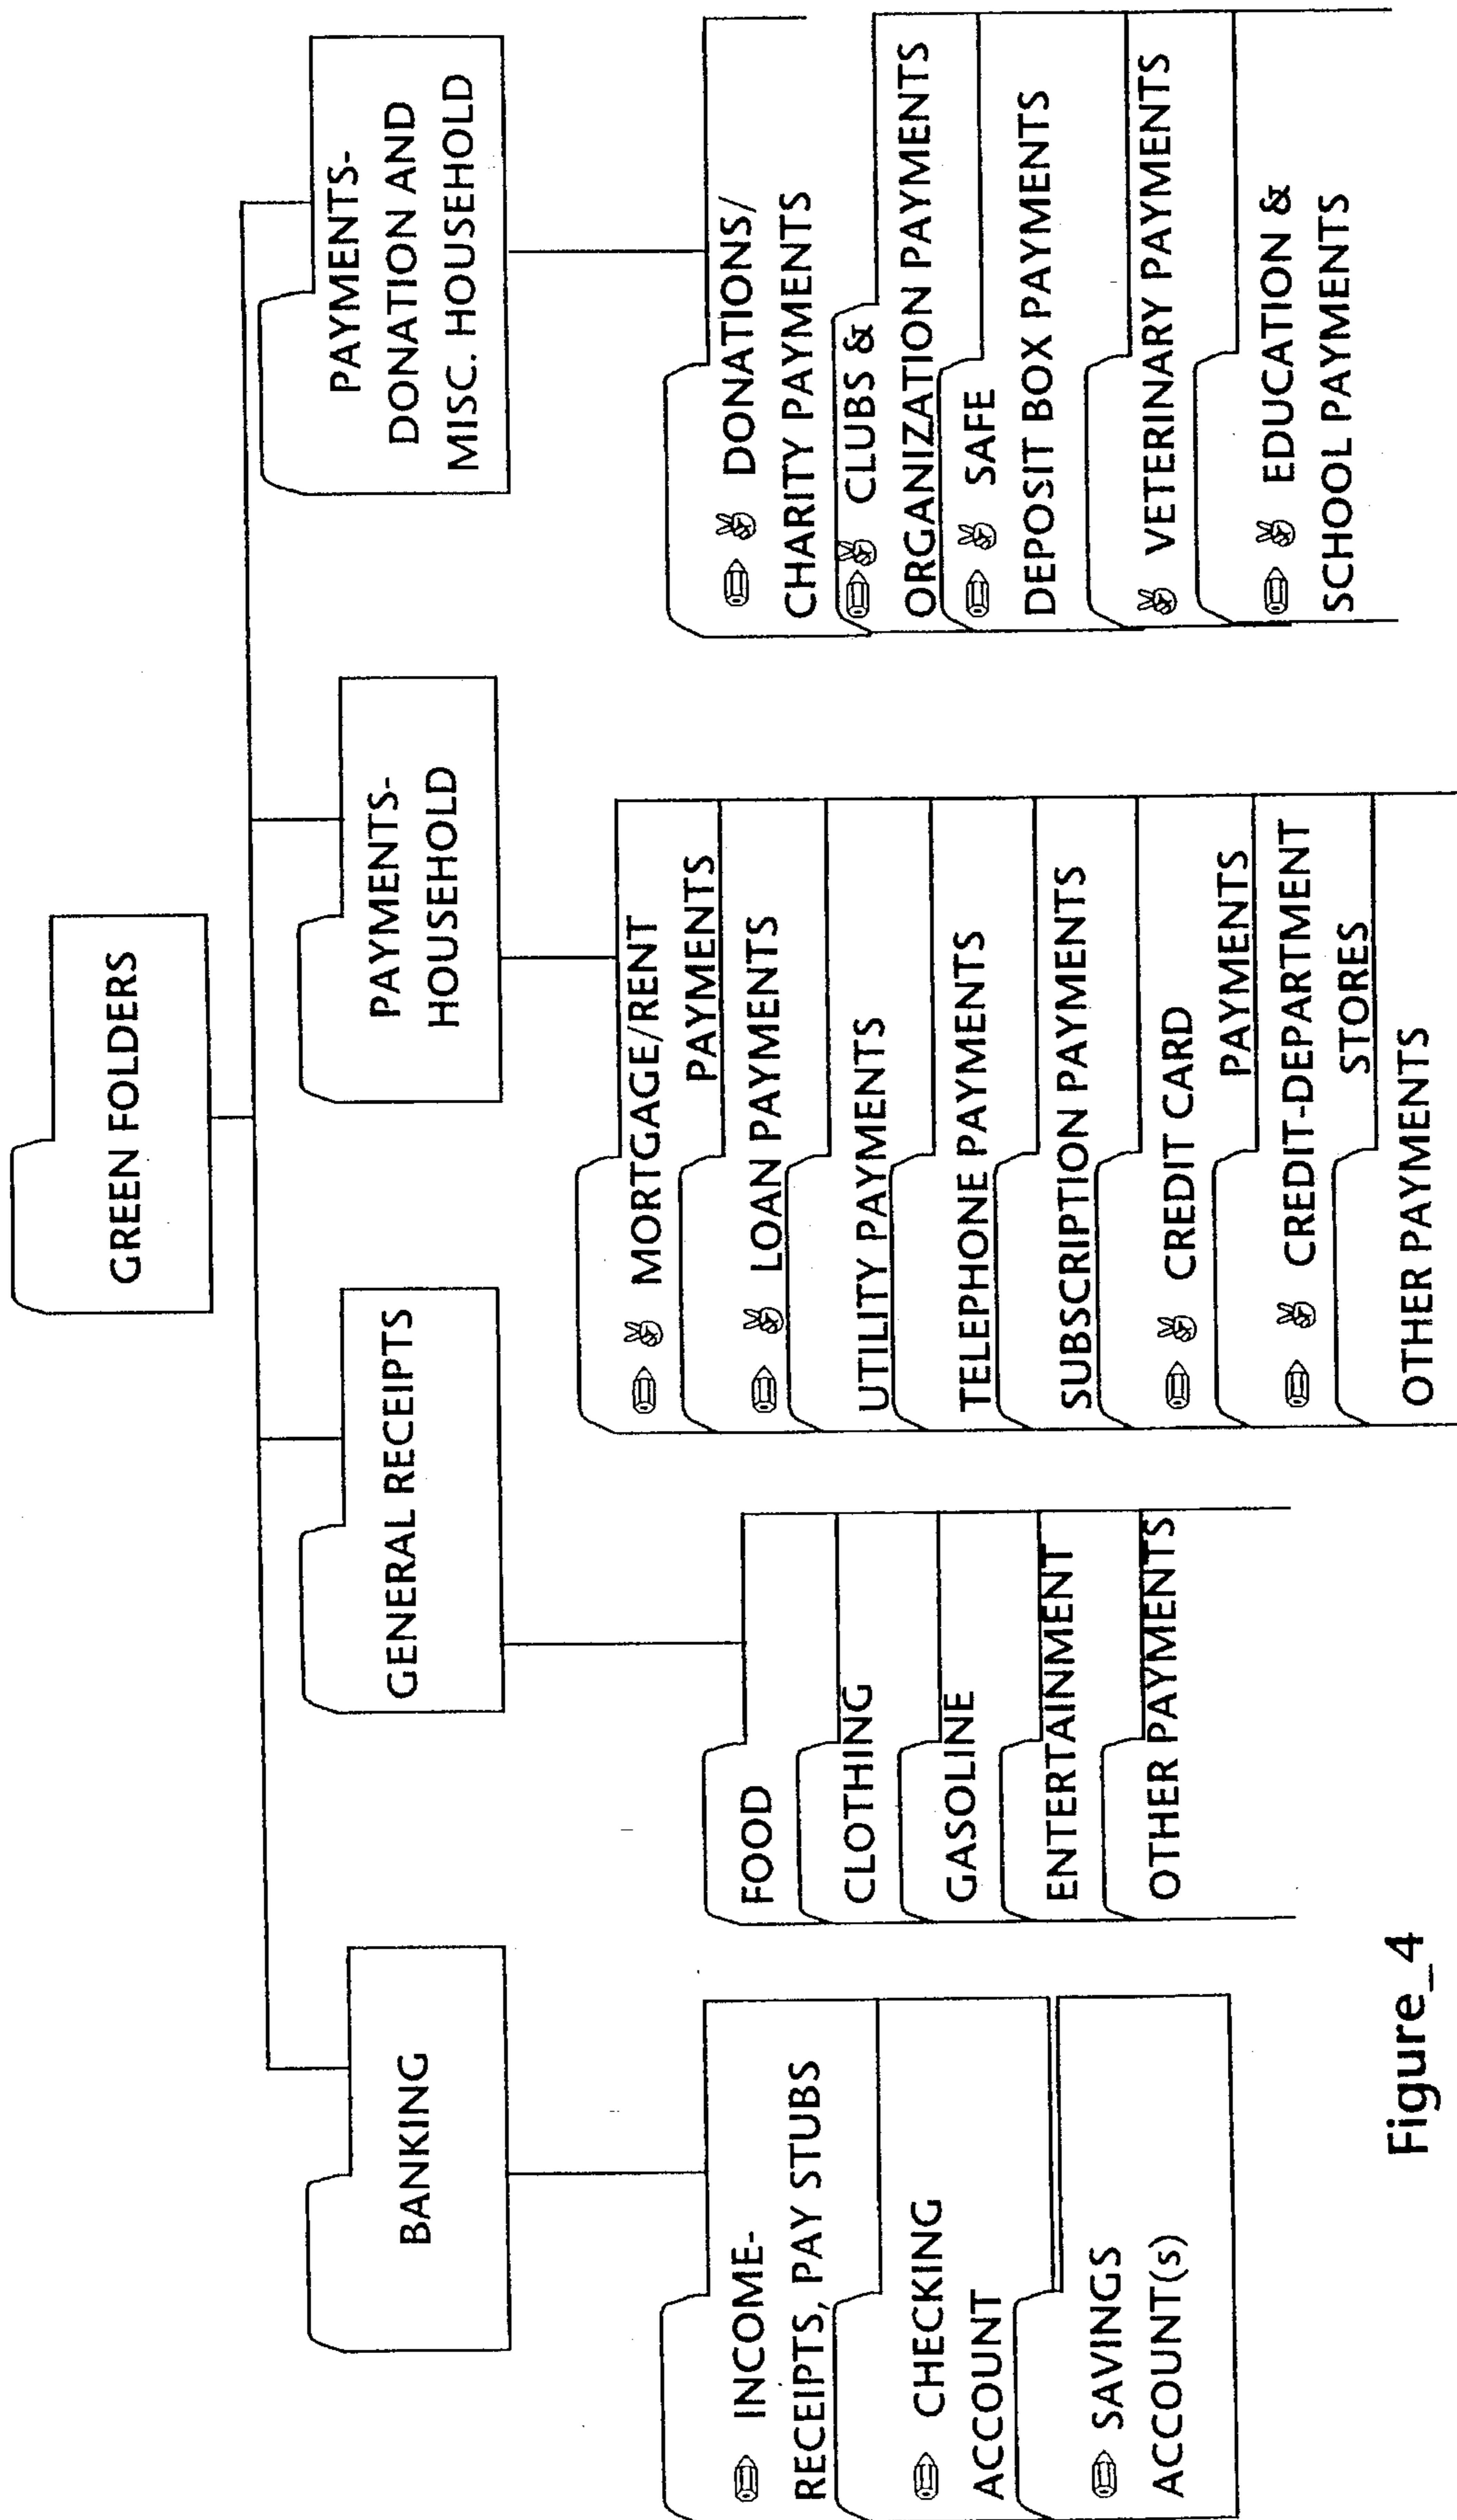 GREEN FOLDERS
BANKING
INCOME-
RECEIPTS, PAY STUBS
CHECKING
ACCOUNT
SAVINGS
ACCOUNT(s)
GENERAL RECEIPTS
FOOD
CLOTHING
GASOLINE
ENTERTAINMENT
OTHER PAYMENTS
PAYMENTS-
HOUSEHOLD
MORTGAGE/RENT
PAYMENTS
LOAN PAYMENTS
UTILITY PAYMENTS
TELEPHONE PAYMENTS
SUBSCRIPTION PAYMENTS
CREDIT CARD
PAYMENTS
CREDIT-DEPARTMENT
STORES
OTHER PAYMENTS
PAYMENTS-
DONATION AND
MISC. HOUSEHOLD
DONATIONS/
CHARITY PAYMENTS
CLUBS &
ORGANIZATION PAYMENTS
SAFE
DEPOSIT BOX PAYMENTS
VETERINARY PAYMENTS
EDUCATION &
SCHOOL PAYMENTS
Figure_4